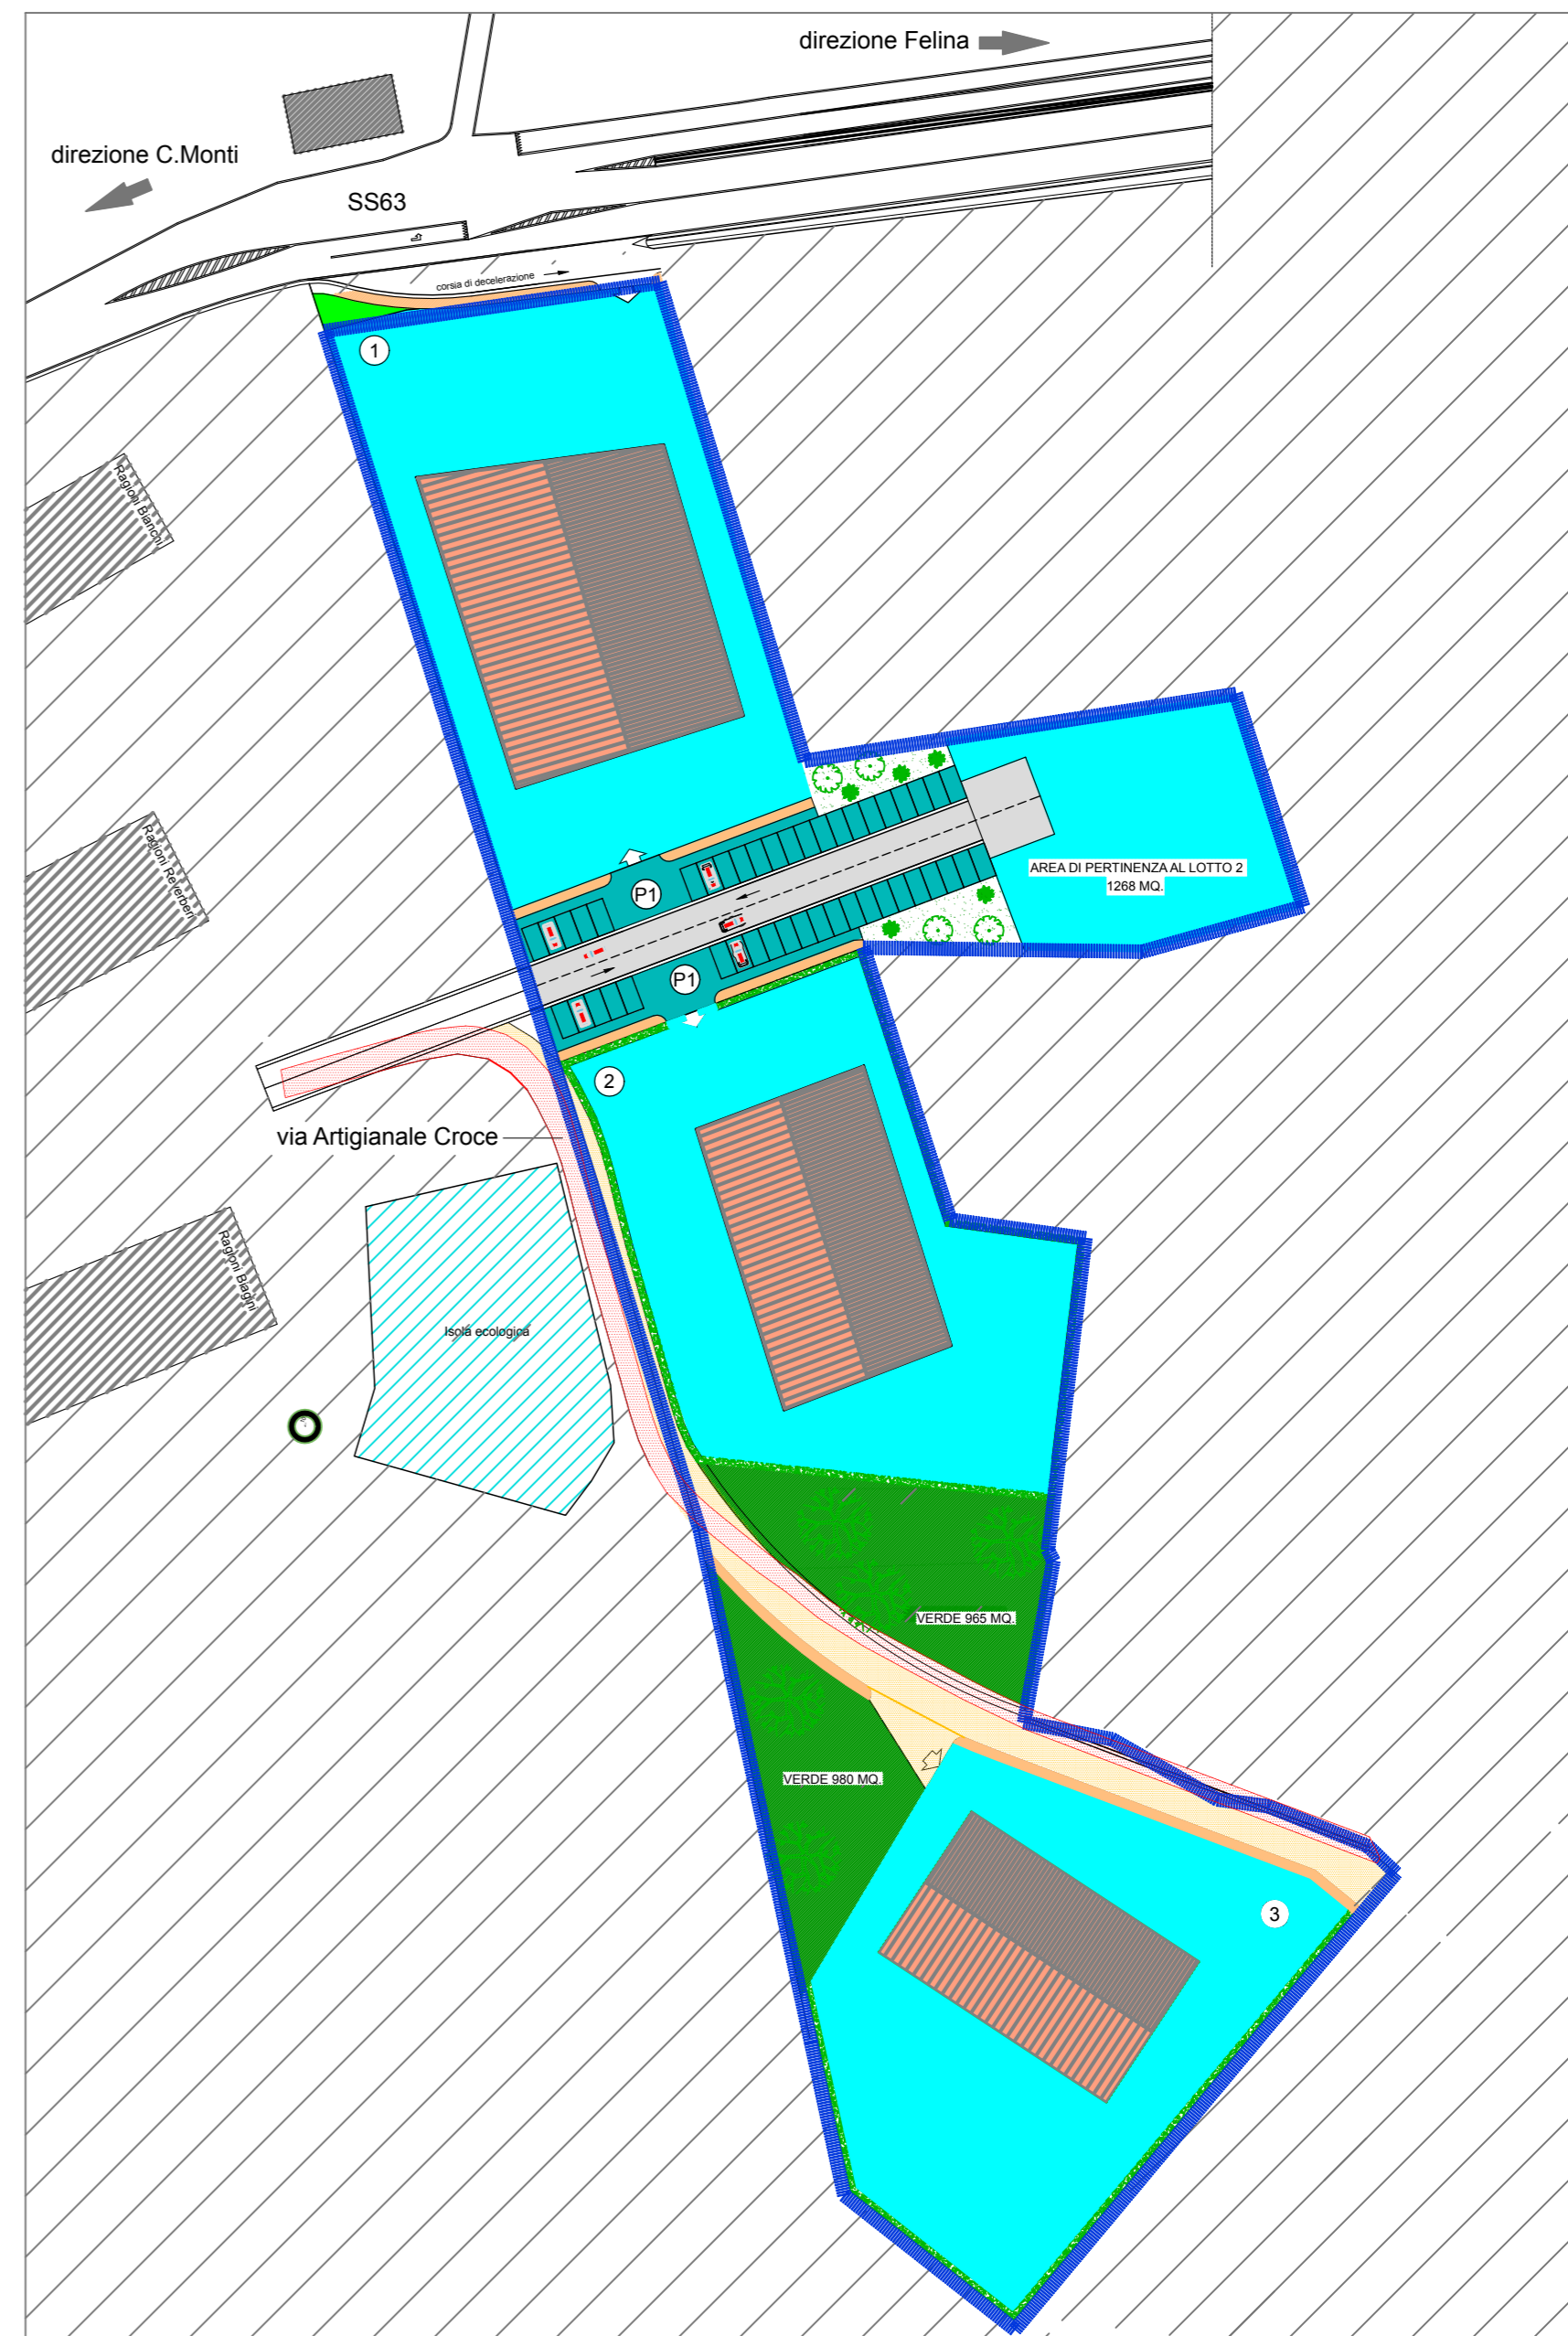 direzione Felina
direzione C.Monti
SS63
corsia di decelerazione
1
Ragioni Bianchi
Ragioni Reverberi
AREA DI PERTINENZA AL LOTTO 2
1268 MQ.
P1
P1
2
via Artigianale Croce
Ragioni Biagini
Isola ecologica
VERDE 965 MQ.
VERDE 980 MQ.
3